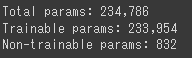 Total params: 234,786
Trainable params: 233,954
Non-trainable params: 832